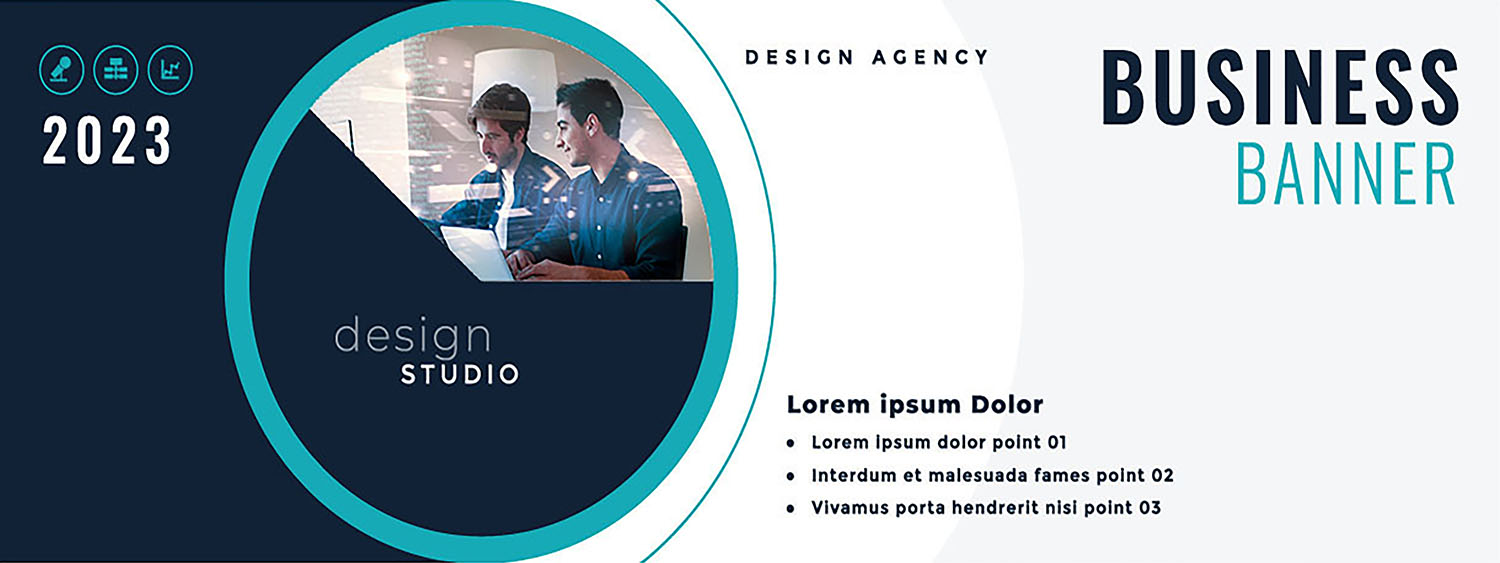 2023
design
STUDIO
DESIGN AGENCY
BUSINESS
BANNER
Lorem ipsum Dolor
• Lorem ipsum dolor point 01
• Interdum et malesuada fames point 02
• Vivamus porta hendrerit nisi point 03